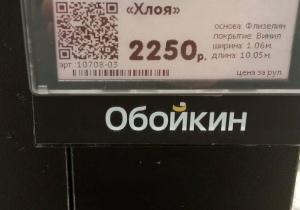 «Хлоя»
2250р.
основа: Флизелин
покрытие: Винил
ширина: 1.06м.
длина: 10.05м.
арт. 10708-03
цена за рул.
Обойкин